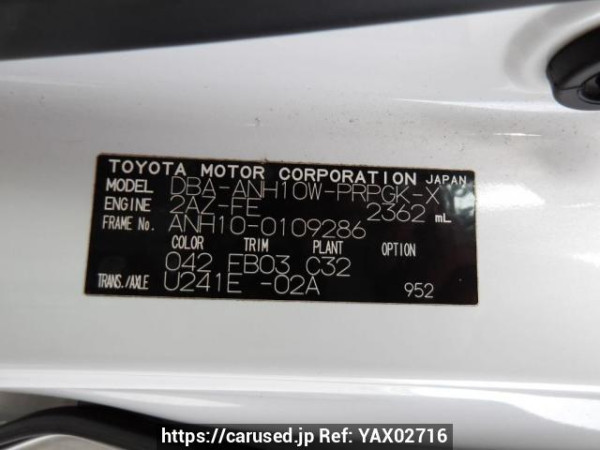 TOYOTA MOTOR CORPORATION JAPAN
MODEL DBA-ANH10W-PRPGK-X
ENGINE 2AZ-FE 2362 mL
FRAME No. ANH10-0109286
COLOR TRIM PLANT OPTION
042 FB03 C32
TRANS./AXLE U241E -02A 952
https://carused.jp Ref: YAX02716